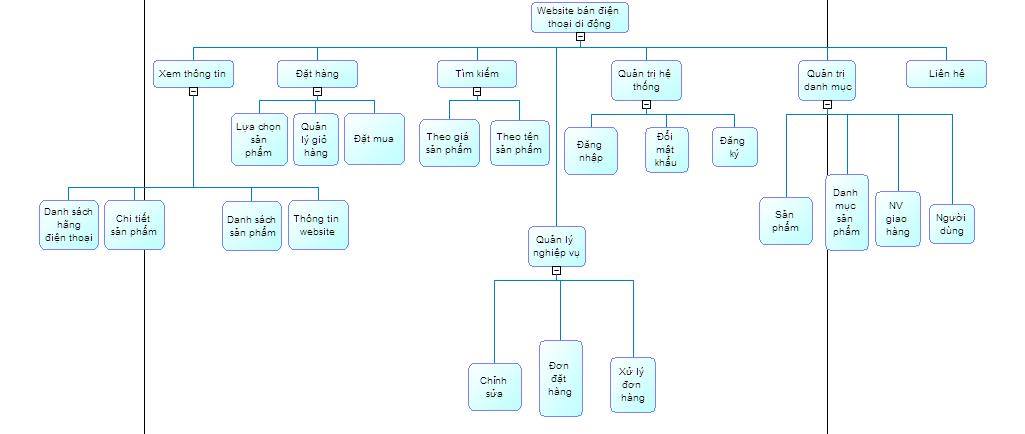 Website bán điện
thoại di động
Xem thông tin
Đặt hàng
Tìm kiếm
Quản trị hệ
thống
Quản trị
danh mục
Liên hệ
Lựa chọn
sản
phẩm
Quản
lý giỏ
hàng
Đặt mua
Theo giá
sản phẩm
Theo tên
sản phẩm
Đăng
nhập
Đổi
mật
khẩu
Đăng
ký
Danh sách
hãng
điện thoại
Chi tiết
sản phẩm
Danh sách
sản phẩm
Thông tin
website
Quản lý
nghiệp vụ
Sản
phẩm
Danh
mục
sản
phẩm
NV
giao
hàng
Người
dùng
Chỉnh
sửa
Đơn
đặt
hàng
Xử lý
đơn
hàng